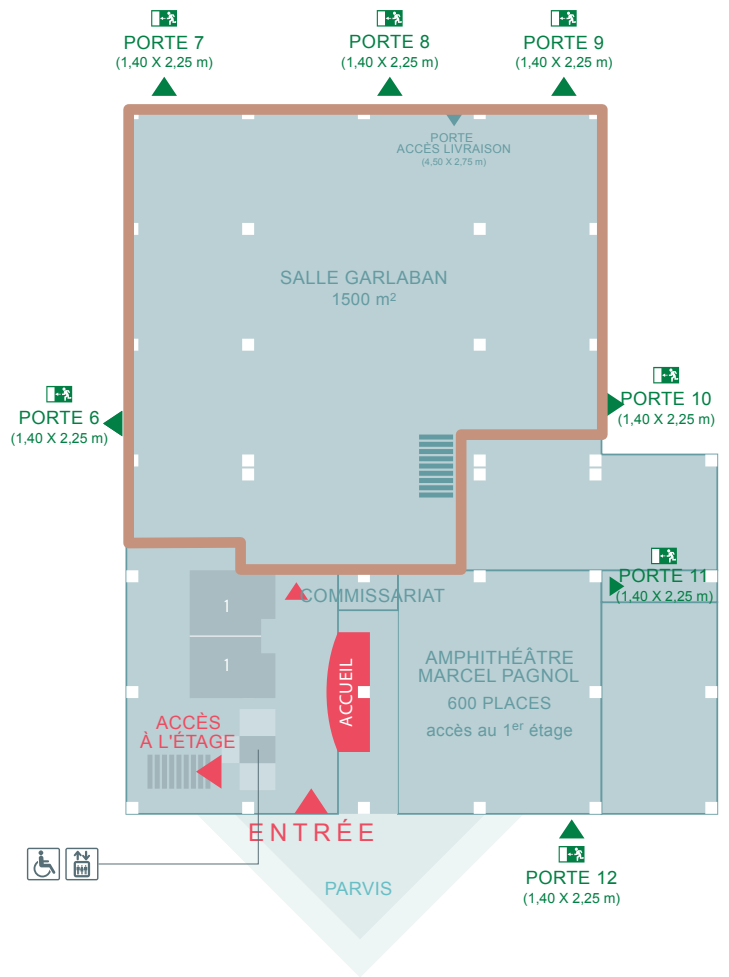 PORTE 7
(1,40 X 2,25 m)
PORTE 8
(1,40 X 2,25 m)
PORTE 9
(1,40 X 2,25 m)
PORTE
ACCÈS LIVRAISON
(4,50 X 2,75 m)
SALLE GARLABAN
1500 m²
PORTE 6
(1,40 X 2,25 m)
PORTE 10
(1,40 X 2,25 m)
PORTE 11
(1,40 X 2,25 m)
COMMISSARIAT
1
1
ACCUEIL
AMPHITHÉÂTRE
MARCEL PAGNOL
600 PLACES
accès au 1er étage
ACCÈS
À L'ÉTAGE
ENTRÉE
PORTE 12
(1,40 X 2,25 m)
PARVIS